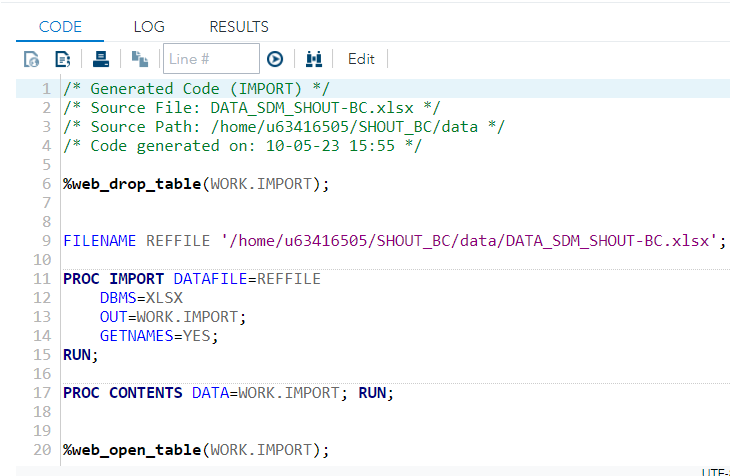 CODE LOG RESULTS
Line # Edit
1 /* Generated Code (IMPORT) */
2 /* Source File: DATA_SDM_SHOUT-BC.xlsx */
3 /* Source Path: /home/u63416505/SHOUT_BC/data */
4 /* Code generated on: 10-05-23 15:55 */
5
6 %web_drop_table(WORK.IMPORT);
7
8
9 FILENAME REFFILE '/home/u63416505/SHOUT_BC/data/DATA_SDM_SHOUT-BC.xlsx';
10
11 PROC IMPORT DATAFILE=REFFILE
12 DBMS=XLSX
13 OUT=WORK.IMPORT;
14 GETNAMES=YES;
15 RUN;
16
17 PROC CONTENTS DATA=WORK.IMPORT; RUN;
18
19
20 %web_open_table(WORK.IMPORT);